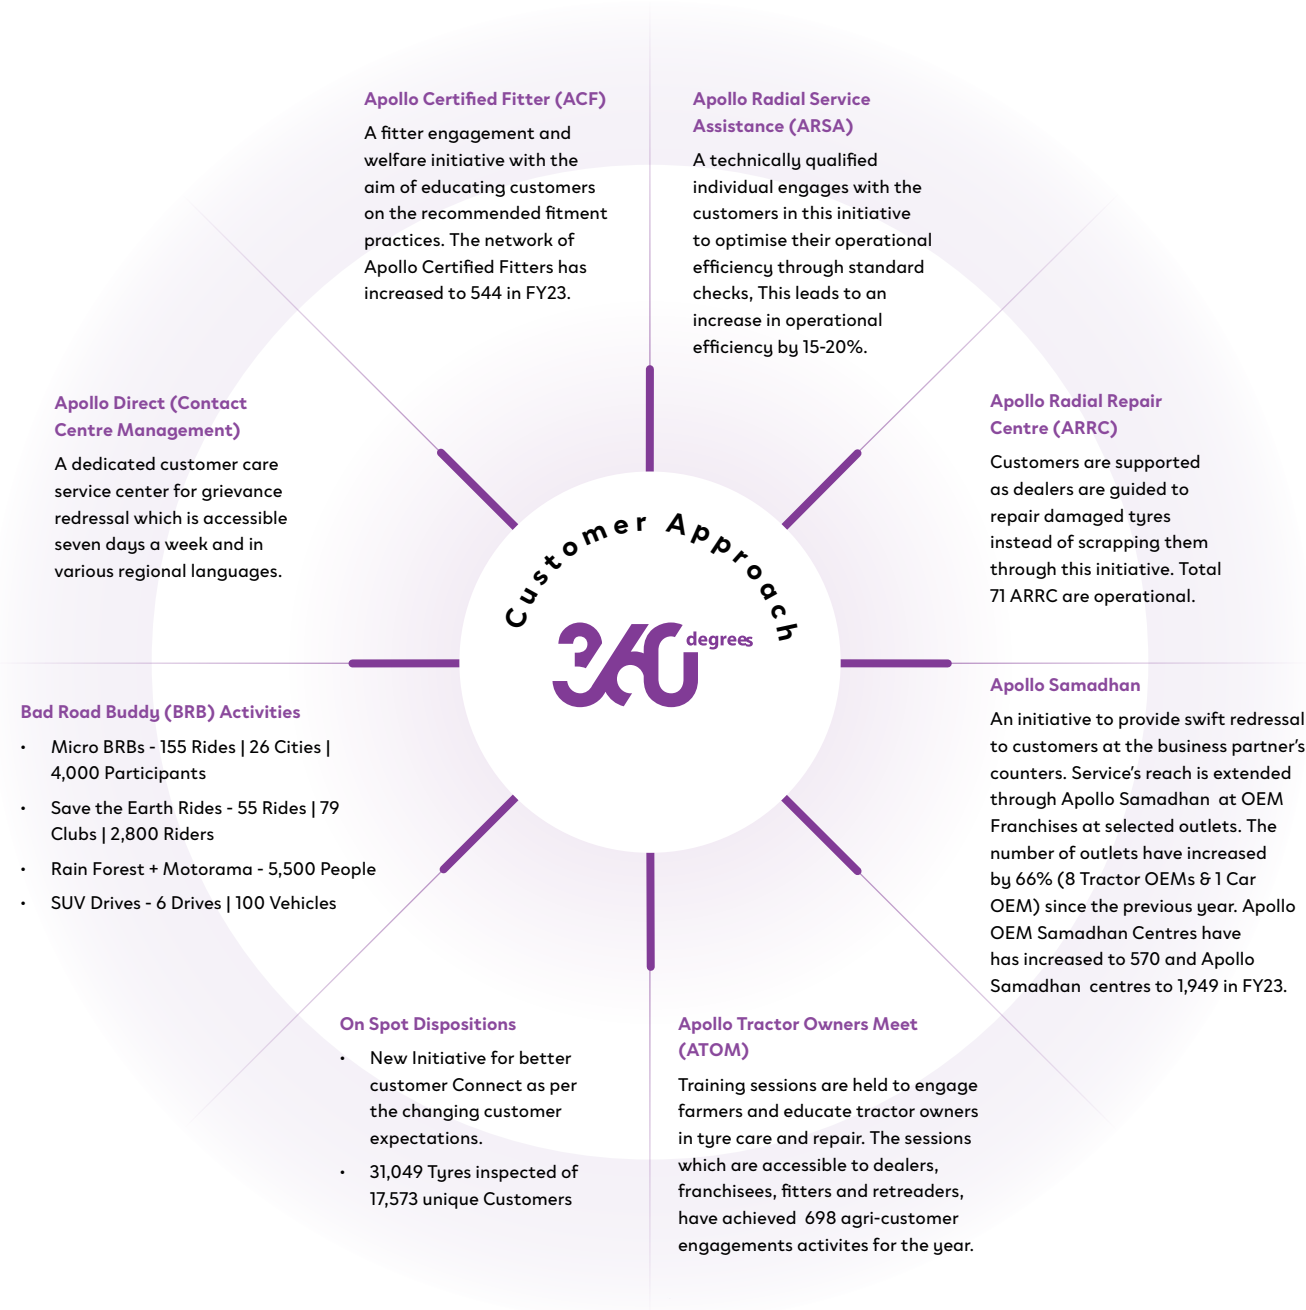 Apollo Certified Fitter (ACF)
A fitter engagement and
welfare initiative with the
aim of educating customers
on the recommended fitment
practices. The network of
Apollo Certified Fitters has
increased to 544 in FY23.
Apollo Radial Service
Assistance (ARSA)
A technically qualified
individual engages with the
customers in this initiative
to optimise their operational
efficiency through standard
checks, This leads to an
increase in operational
efficiency by 15-20%.
Apollo Direct (Contact
Centre Management)
A dedicated customer care
service center for grievance
redressal which is accessible
seven days a week and in
various regional languages.
Apollo Radial Repair
Centre (ARRC)
Customers are supported
as dealers are guided to
repair damaged tyres
instead of scrapping them
through this initiative. Total
71 ARRC are operational.
Customer Approach
360 degrees
Bad Road Buddy (BRB) Activities
• Micro BRBs - 155 Rides | 26 Cities |
4,000 Participants
• Save the Earth Rides - 55 Rides | 79
Clubs | 2,800 Riders
• Rain Forest + Motorama - 5,500 People
• SUV Drives - 6 Drives | 100 Vehicles
Apollo Samadhan
An initiative to provide swift redressal
to customers at the business partner's
counters. Service's reach is extended
through Apollo Samadhan at OEM
Franchises at selected outlets. The
number of outlets have increased
by 66% (8 Tractor OEMs & 1 Car
OEM) since the previous year. Apollo
OEM Samadhan Centres have
has increased to 570 and Apollo
Samadhan centres to 1,949 in FY23.
On Spot Dispositions
• New Initiative for better
customer Connect as per
the changing customer
expectations.
• 31,049 Tyres inspected of
17,573 unique Customers
Apollo Tractor Owners Meet
(ATOM)
Training sessions are held to engage
farmers and educate tractor owners
in tyre care and repair. The sessions
which are accessible to dealers,
franchisees, fitters and retreaders,
have achieved 698 agri-customer
engagements activites for the year.